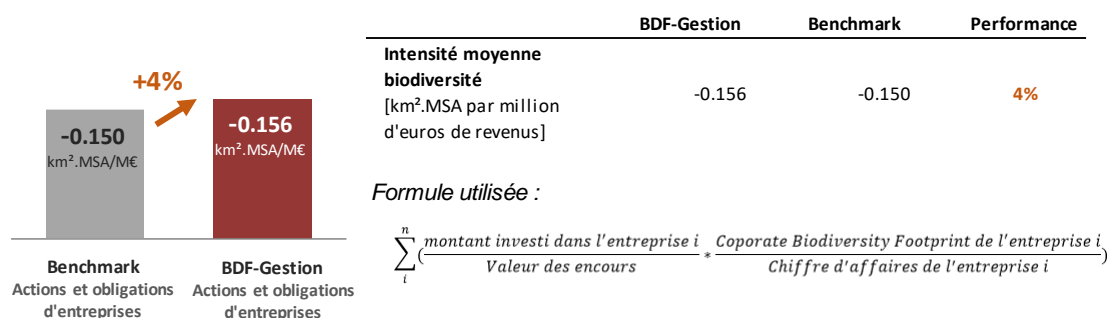 +4%
-0.150
km².MSA/M€
-0.156
km².MSA/M€
Benchmark
Actions et obligations
d'entreprises
BDF-Gestion
Actions et obligations
d'entreprises
BDF-Gestion Benchmark Performance
Intensité moyenne
biodiversité
[km².MSA par million
d'euros de revenus]
-0.156 -0.150 4%
Formule utilisée :
n
∑ (montant investi dans l'entreprise i / Valeur des encours * Coporate Biodiversity Footprint de l'entreprise i / Chiffre d'affaires de l'entreprise i)
i